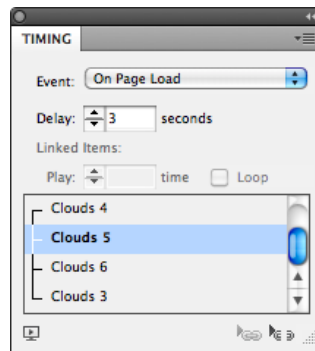 TIMING
Event: On Page Load
Delay: 3 seconds
Linked Items:
Play: time Loop
Clouds 4
Clouds 5
Clouds 6
Clouds 3